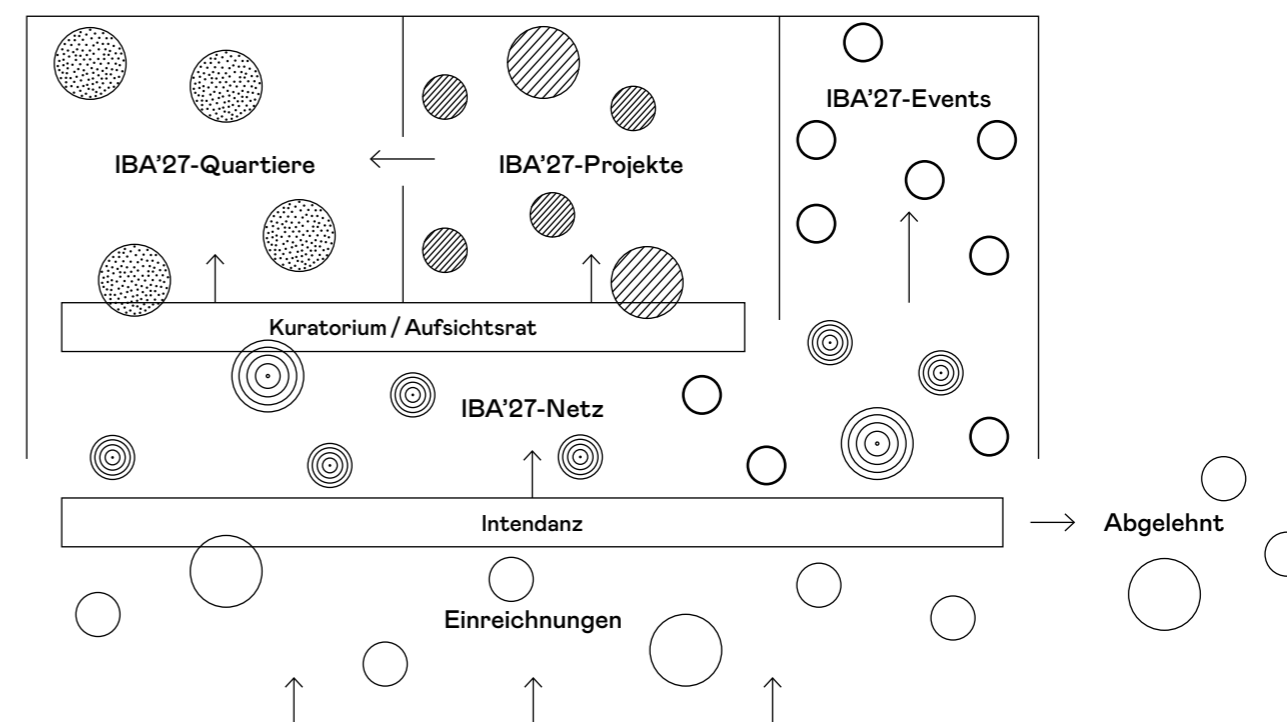 IBA’27-Events
IBA’27-Quartiere
IBA’27-Projekte
Kuratorium / Aufsichtsrat
IBA’27-Netz
Intendanz
Abgelehnt
Einreichnungen